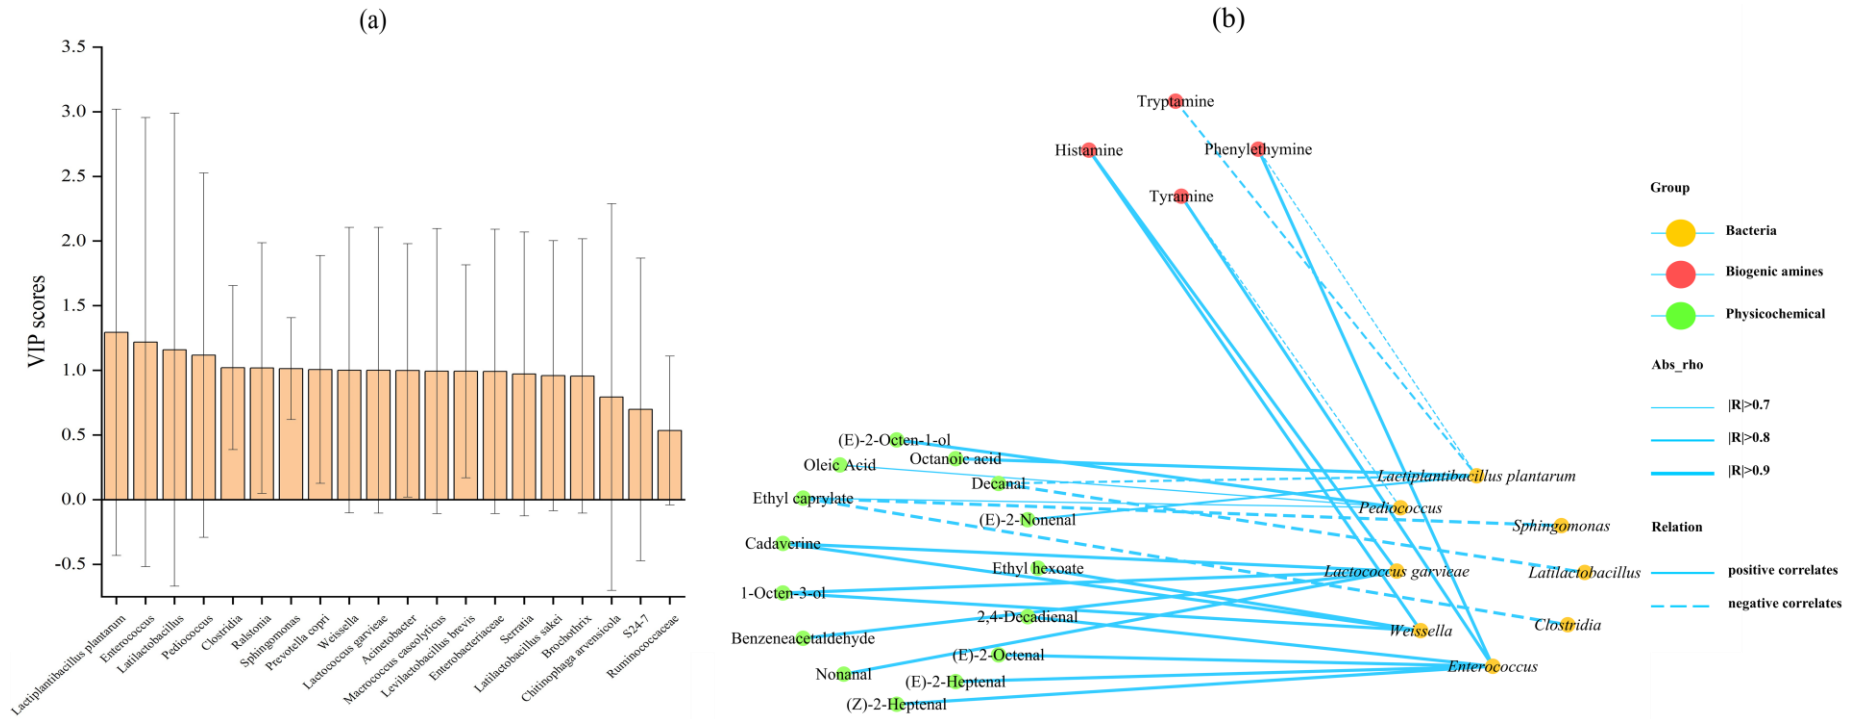 (a)
VIP scores
3.5
3.0
2.5
2.0
1.5
1.0
0.5
0.0
-0.5
Lactiplantibacillus plantarum
Enterococcus
Latilactobacillus
Pediococcus
Clostridia
Ralstonia
Sphingomonas
Prevotella copri
Weissella
Lactococcus garvieae
Acinetobacter
Macrococcus caseolyticus
Levilactobacillus brevis
Enterobacteriaceae
Serratia
Latilactobacillus sakei
Brochothrix
Chitinophaga arvensicola
S24-7
Ruminococcaceae
(b)
Tryptamine
Histamine
Phenylethymine
Tyramine
(E)-2-Octen-1-ol
Octanoic acid
Oleic Acid
Decanal
Ethyl caprylate
(E)-2-Nonenal
Cadaverine
Ethyl hexoate
1-Octen-3-ol
2,4-Decadienal
Benzeneacetaldehyde
(E)-2-Octenal
Nonanal
(E)-2-Heptenal
(Z)-2-Heptenal
Lactiplantibacillus plantarum
Pediococcus
Sphingomonas
Lactococcus garvieae
Latilactobacillus
Weissella
Clostridia
Enterococcus
Group
Bacteria
Biogenic amines
Physicochemical
Abs_rho
|R|>0.7
|R|>0.8
|R|>0.9
Relation
positive correlates
negative correlates